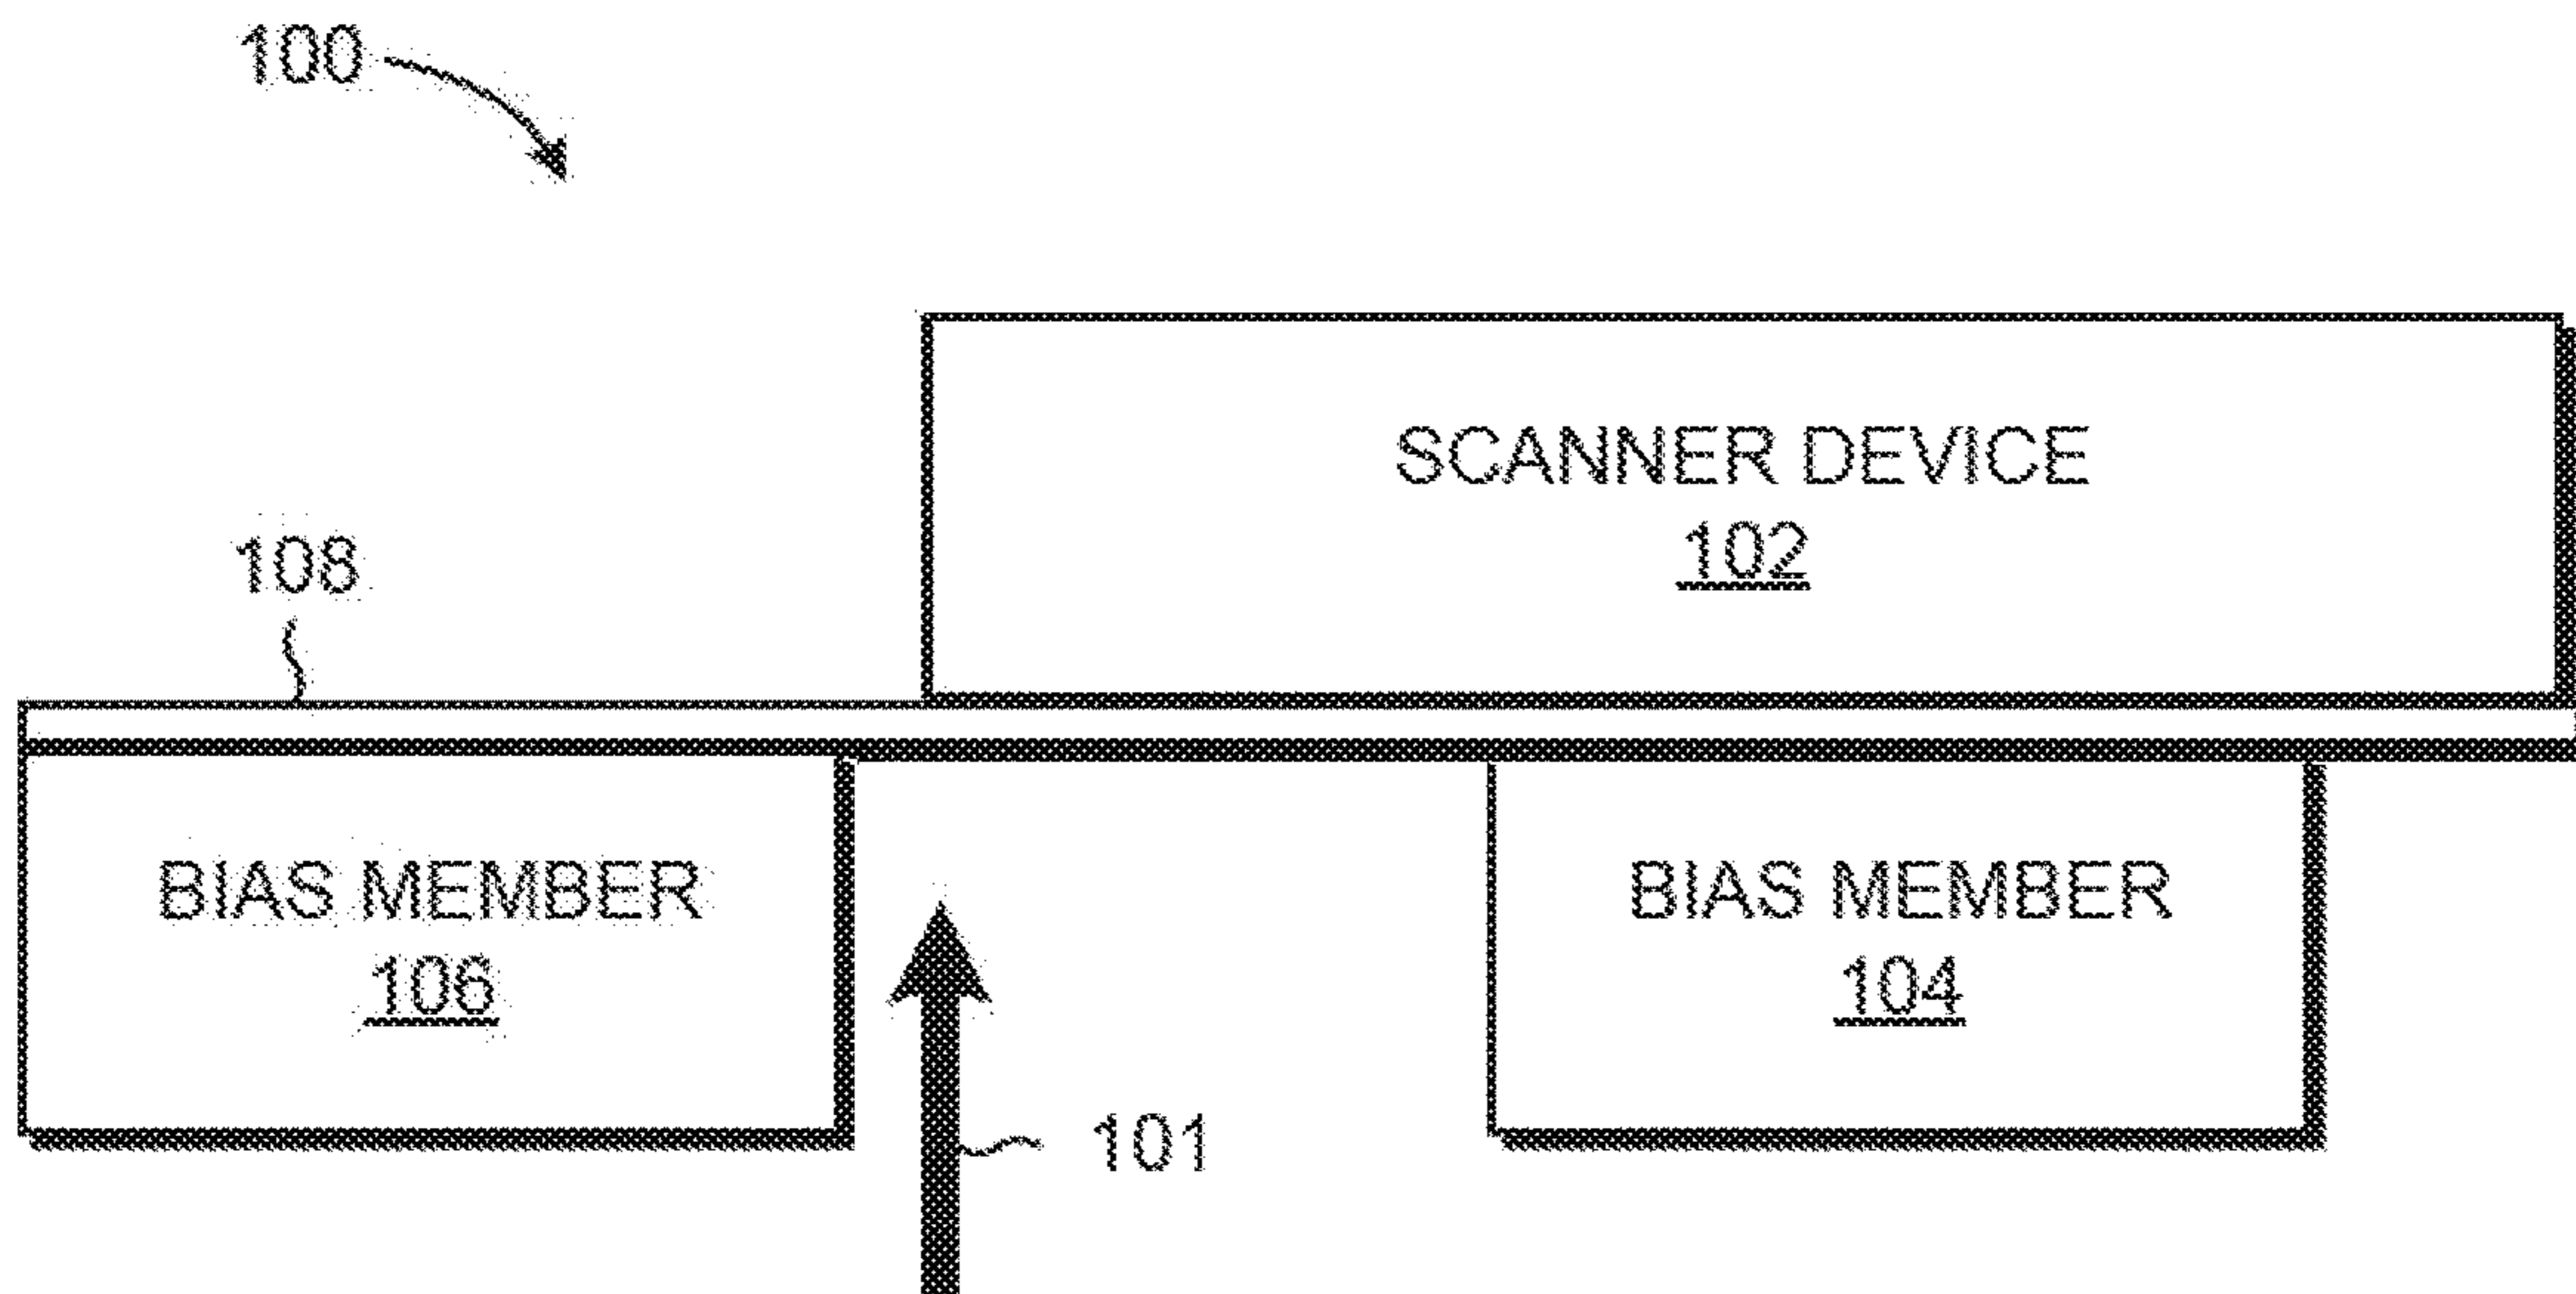 100
SCANNER DEVICE
102
108
BIAS MEMBER
106
BIAS MEMBER
104
101